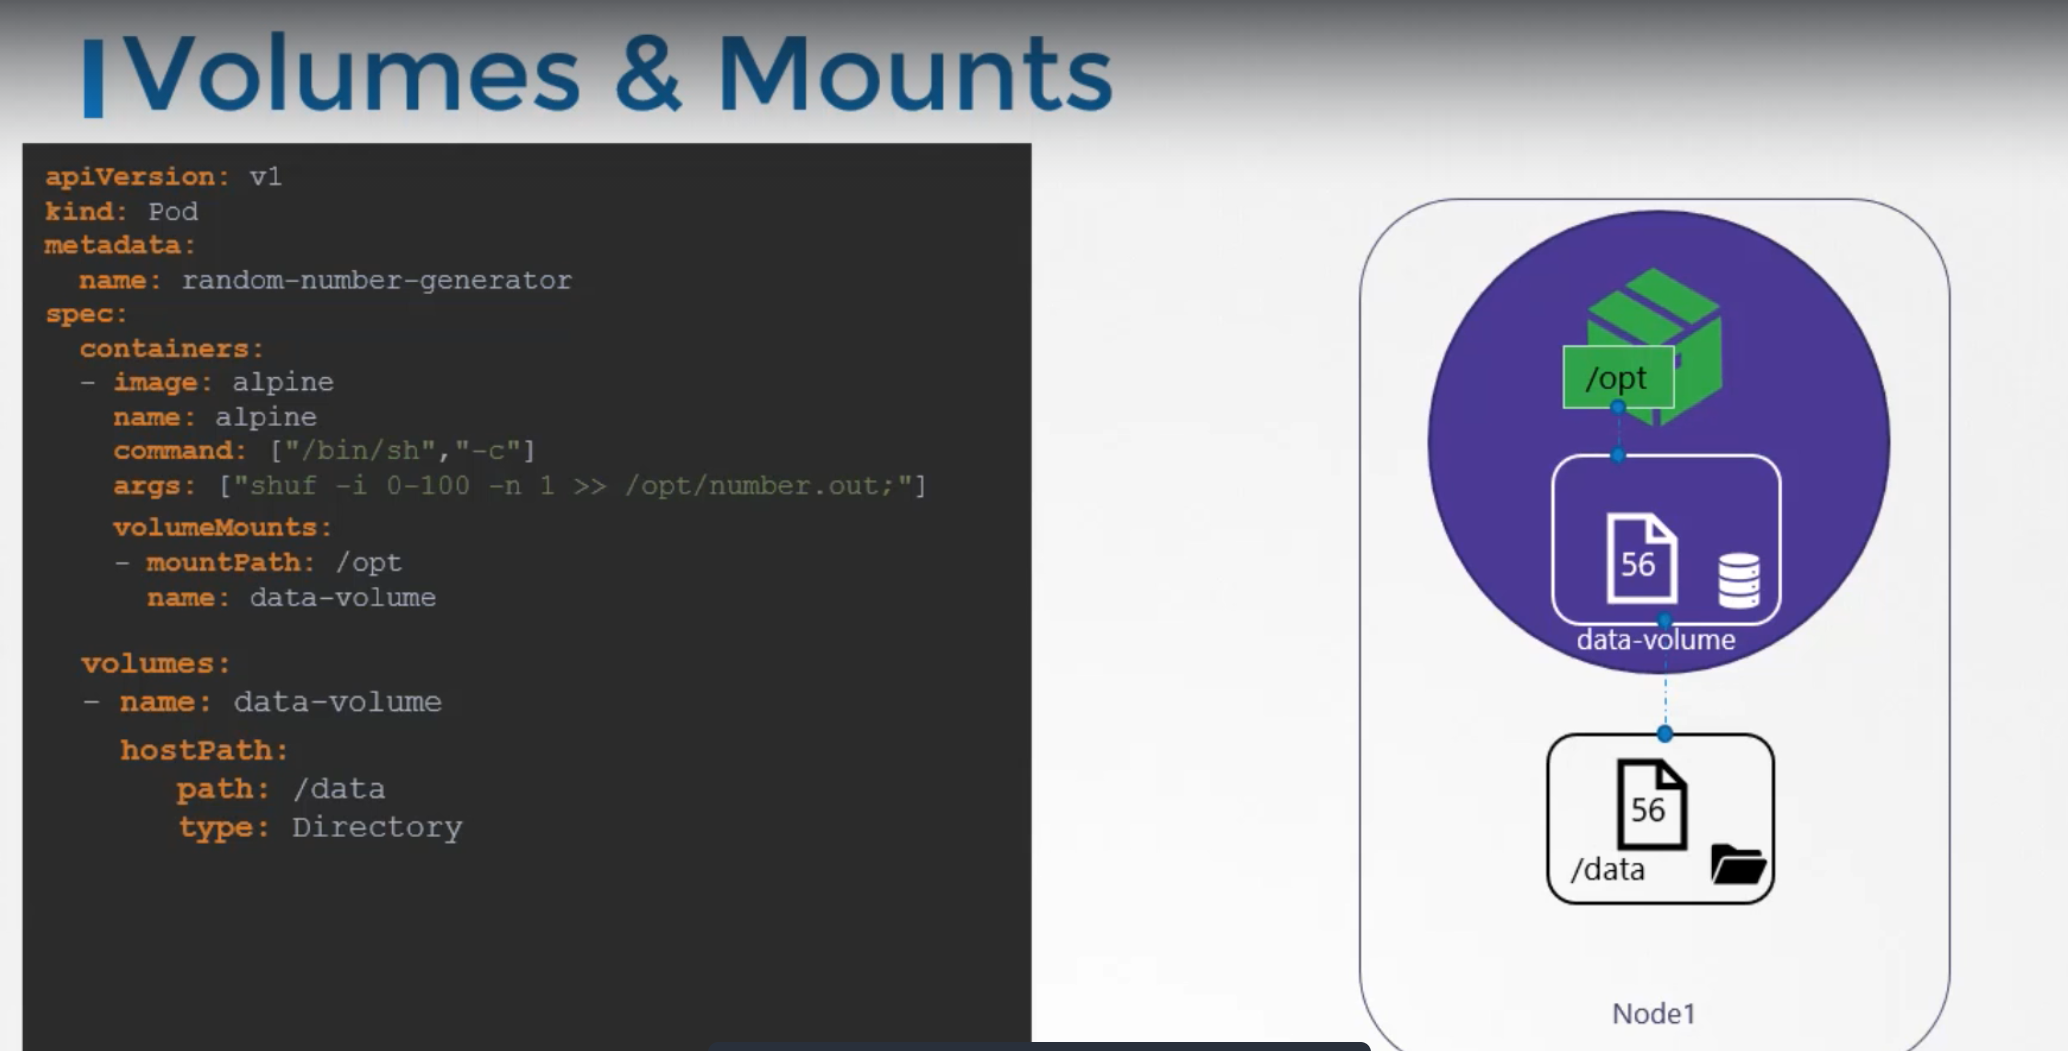 Volumes & Mounts
apiVersion: v1
kind: Pod
metadata:
  name: random-number-generator
spec:
  containers:
  - image: alpine
    name: alpine
    command: ["/bin/sh","-c"]
    args: ["shuf -i 0-100 -n 1 >> /opt/number.out;"]
    volumeMounts:
    - mountPath: /opt
      name: data-volume
  volumes:
  - name: data-volume
    hostPath:
        path: /data
        type: Directory
/opt
56
data-volume
56
/data
Node1